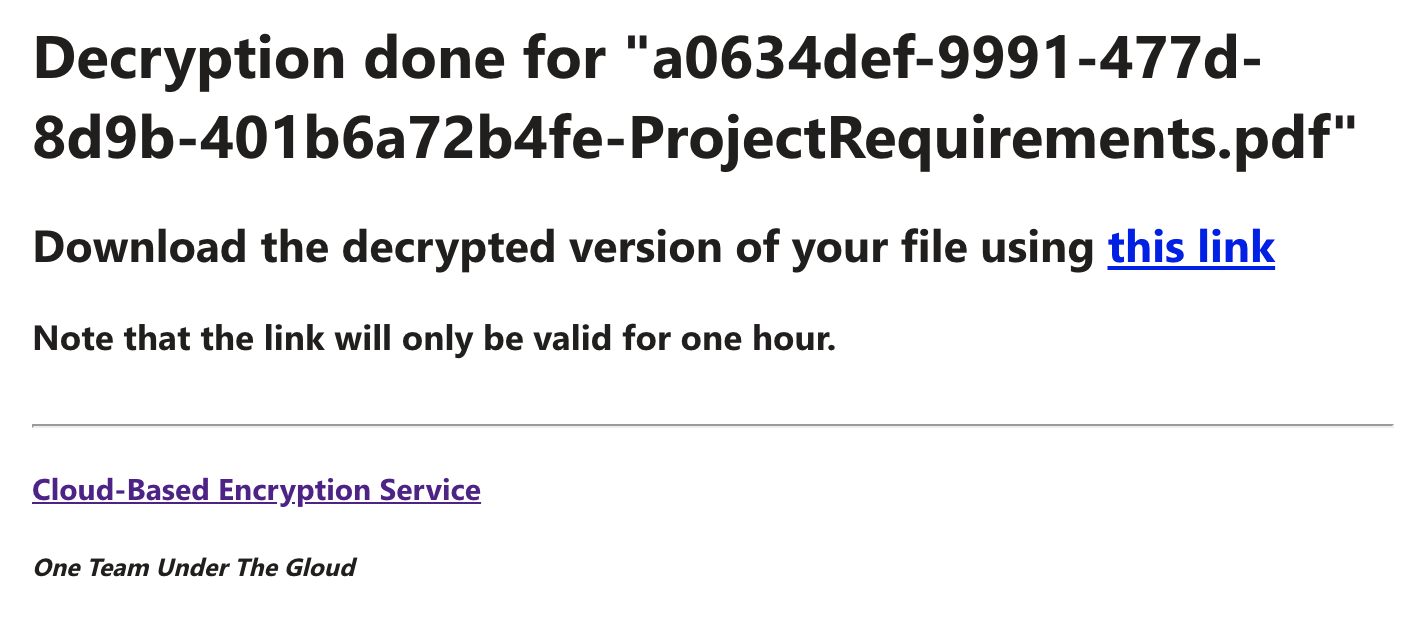 Decryption done for "a0634def-9991-477d-
8d9b-401b6a72b4fe-ProjectRequirements.pdf"
Download the decrypted version of your file using this link
Note that the link will only be valid for one hour.
Cloud-Based Encryption Service
One Team Under The Gloud